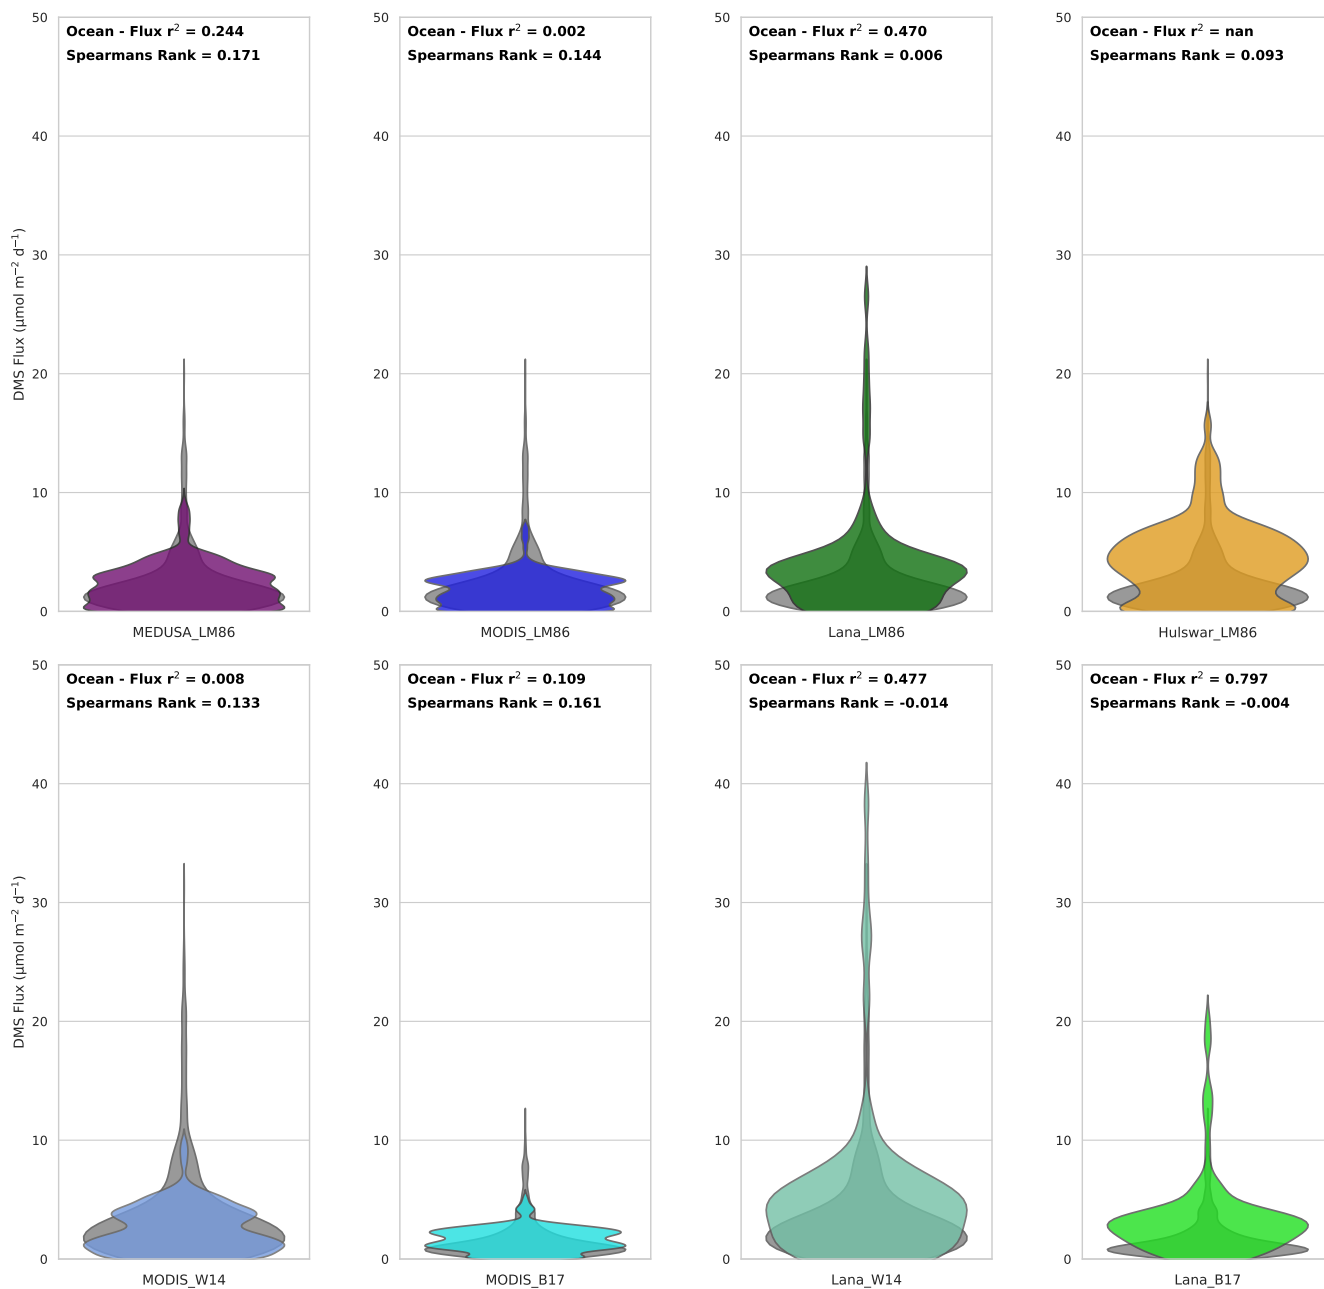 Ocean - Flux r² = 0.244
Spearmans Rank = 0.171
Ocean - Flux r² = 0.002
Spearmans Rank = 0.144
Ocean - Flux r² = 0.470
Spearmans Rank = 0.006
Ocean - Flux r² = nan
Spearmans Rank = 0.093
50
40
30
20
10
0
50
40
30
20
10
0
50
40
30
20
10
0
50
40
30
20
10
0
DMS Flux (μmol m⁻² d⁻¹)
MEDUSA_LM86
MODIS_LM86
Lana_LM86
Hulswar_LM86
Ocean - Flux r² = 0.008
Spearmans Rank = 0.133
Ocean - Flux r² = 0.109
Spearmans Rank = 0.161
Ocean - Flux r² = 0.477
Spearmans Rank = -0.014
Ocean - Flux r² = 0.797
Spearmans Rank = -0.004
50
40
30
20
10
0
50
40
30
20
10
0
50
40
30
20
10
0
50
40
30
20
10
0
DMS Flux (μmol m⁻² d⁻¹)
MODIS_W14
MODIS_B17
Lana_W14
Lana_B17